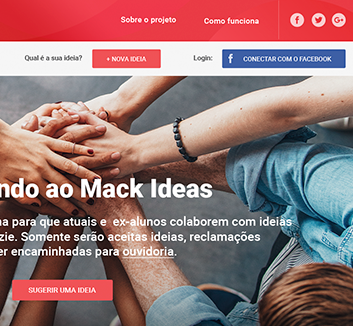 Sobre o projeto
Como funciona
Qual é a sua ideia?
+ NOVA IDEIA
Login:
f CONECTAR COM O FACEBOOK
ndo ao Mack Ideas
para que atuais e ex-alunos colaborem com ideias
zie. Somente serão aceitas ideias, reclamações
er encaminhadas para ouvidoria.
SUGERIR UMA IDEIA